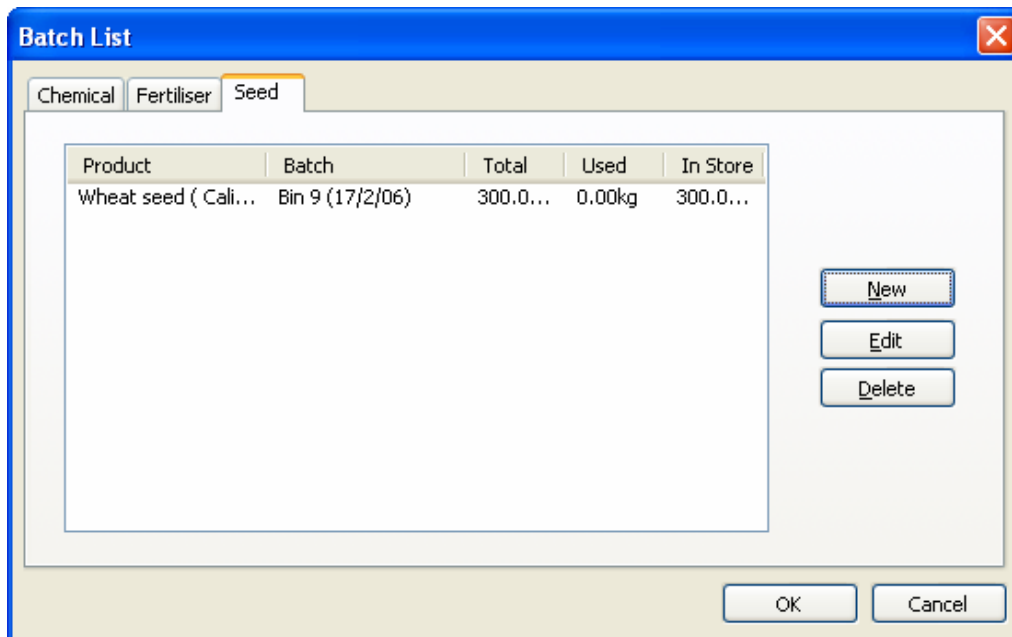 Batch List
Chemical Fertiliser Seed
Product Batch Total Used In Store
Wheat seed ( Cali... Bin 9 (17/2/06) 300.0... 0.00kg 300.0...
New
Edit
Delete
OK Cancel